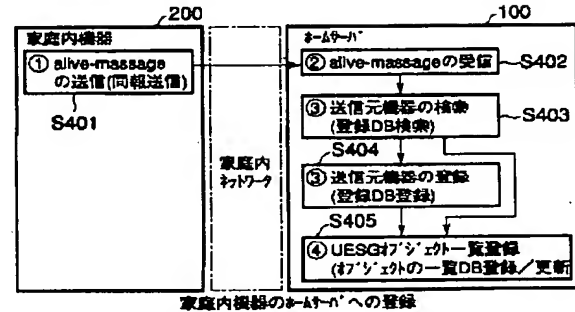 200
100
家庭内機器
① alive-massage
の送信(同報送信)
S401
家庭内
ネットワーク
ホームサーバ
② alive-massageの受信
S402
③ 送信元機器の検索
(登録DB検索)
S403
S404
③ 送信元機器の登録
(登録DB登録)
S405
④ UESGオブジェクト一覧登録
(オブジェクトの一覧DB登録／更新
家庭内機器のホームサーバへの登録